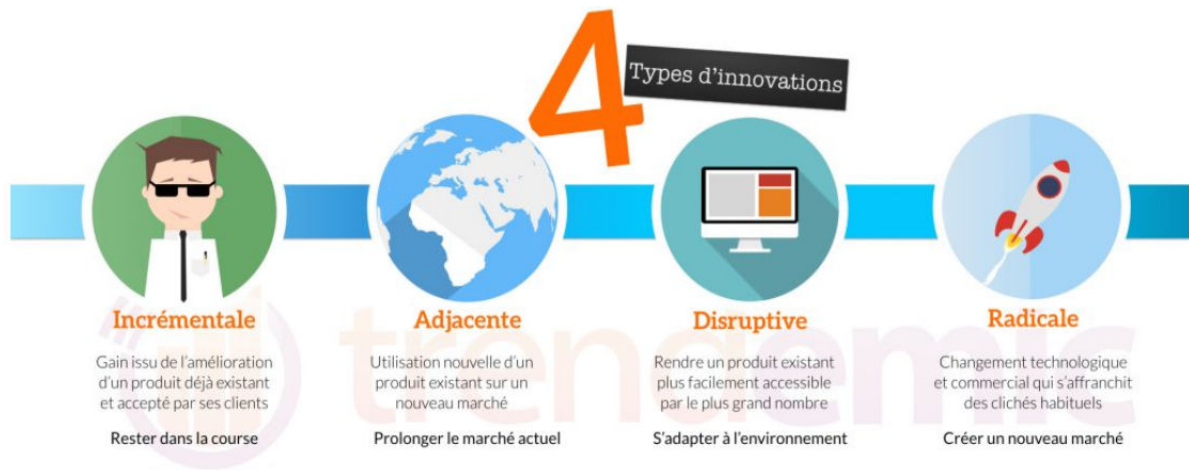 4
Types d'innovations
Incrémentale
Gain issu de l'amélioration
d'un produit déjà existant
et accepté par ses clients
Rester dans la course
Adjacente
Utilisation nouvelle d'un
produit existant sur un
nouveau marché
Prolonger le marché actuel
Disruptive
Rendre un produit existant
plus facilement accessible
par le plus grand nombre
S'adapter à l'environnement
Radicale
Changement technologique
et commercial qui s'affranchit
des clichés habituels
Créer un nouveau marché
trendemic